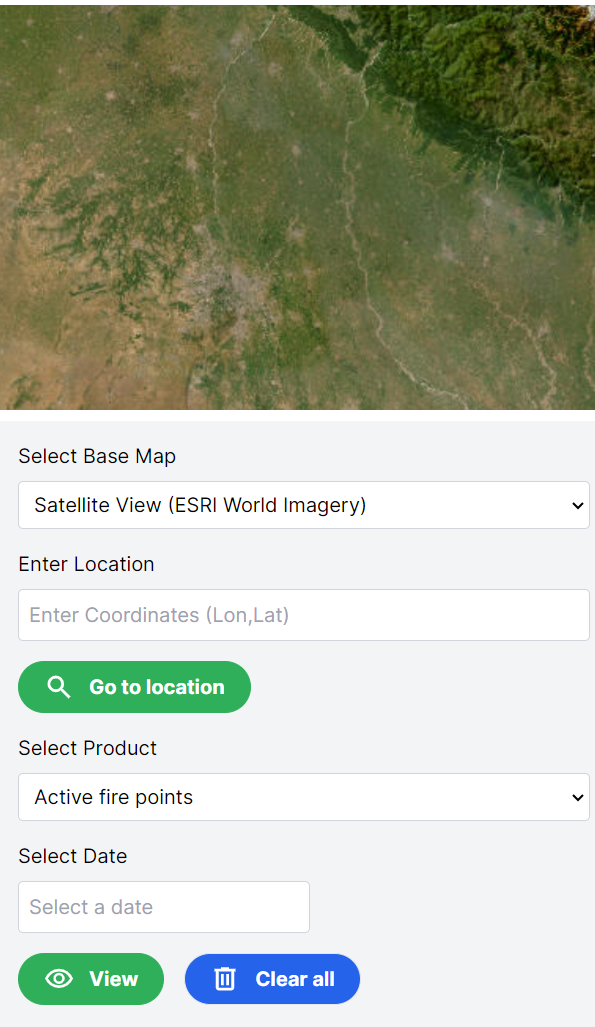 Select Base Map
Satellite View (ESRI World Imagery)
Enter Location
Enter Coordinates (Lon,Lat)
Go to location
Select Product
Active fire points
Select Date
Select a date
View
Clear all